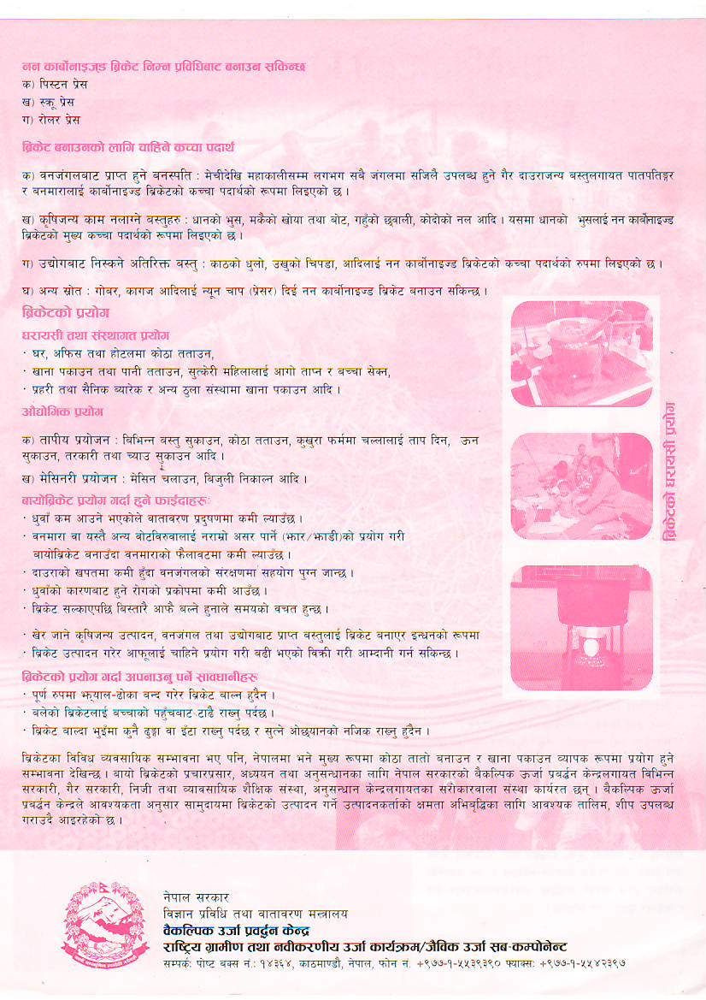 नन कार्बोनाइज्ड ब्रिकेट निम्न प्रविधिबाट बनाउन सकिन्छ
क) पिस्टन प्रेस
ख) स्क्रू प्रेस
ग) रोलर प्रेस
ब्रिकेट बनाउनको लागि चाहिने कच्चा पदार्थ
क) वनजंगलबाट प्राप्त हुने बनस्पति : मेचीदेखि महाकालीसम्म लगभग सबै जंगलमा सजिलै उपलब्ध हुने गैर दाउराजन्य बस्तुलगायत पातपतिङ्गर
र बनमारालाई कार्बोनाइज्ड ब्रिकेटको कच्चा पदार्थको रूपमा लिइएको छ ।
ख) कृषिजन्य काम नलाग्ने बस्तुहरु : धानको भुस, मकैको खोया तथा बोट, गहुँको छ्वाली, कोदोको नल आदि । यसमा धानको भुसलाई नन कार्बोनाइज्ड
ब्रिकेटको मुख्य कच्चा पदार्थको रूपमा लिइएको छ ।
ग) उद्योगबाट निस्कने अतिरिक्त बस्तु : काठको धुलो, उखुको चिपडा, आदिलाई नन कार्बोनाइज्ड ब्रिकेटको कच्चा पदार्थको रुपमा लिइएको छ ।
घ) अन्य स्रोत : गोबर, कागज आदिलाई न्यून चाप (प्रेसर) दिई नन कार्बोनाइज्ड ब्रिकेट बनाउन सकिन्छ ।
ब्रिकेटको प्रयोग
घरायसी तथा संस्थागत प्रयोग
· घर, अफिस तथा होटलमा कोठा तताउन,
· खाना पकाउन तथा पानी तताउन, सुत्केरी महिलालाई आगो ताप्न र बच्चा सेक्न,
· प्रहरी तथा सैनिक ब्यारेक र अन्य ठुला संस्थामा खाना पकाउन आदि ।
औद्योगिक प्रयोग
क) तापीय प्रयोजन : बिभिन्न बस्तु सुकाउन, कोठा तताउन, कुखुरा फर्ममा चल्लालाई ताप दिन, ऊन
सुकाउन, तरकारी तथा च्याउ सुकाउन आदि ।
ख) मेसिनरी प्रयोजन : मेसिन चलाउन, बिजुली निकाल्न आदि ।
बायोब्रिकेट प्रयोग गर्दा हुने फाईदाहरुः
· धुवाँ कम आउने भएकोले वातावरण प्रदुषणमा कमी ल्याउँछ ।
· वनमारा वा यस्तै अन्य वोटविरुवालाई नराम्रो असर पार्ने (झार/झाडी)को प्रयोग गरी
बायोब्रिकेट बनाउँदा वनमाराको फैलावटमा कमी ल्याउँछ ।
· दाउराको खपतमा कमी हुँदा वनजंगलको संरक्षणमा सहयोग पुग्न जान्छ ।
· धुवाँको कारणबाट हुने रोगको प्रकोपमा कमी आउँछ ।
· ब्रिकेट सल्काएपछि बिस्तारै आफै बल्ने हुनाले समयको वचत हुन्छ ।
· खेर जाने कृषिजन्य उत्पादन, वनजंगल तथा उद्योगबाट प्राप्त बस्तुलाई ब्रिकेट बनाएर इन्धनको रूपमा
· ब्रिकेट उत्पादन गरेर आफूलाई चाहिने प्रयोग गरी बढी भएको विक्री गरी आम्दानी गर्न सकिन्छ ।
ब्रिकेटको प्रयोग गर्दा अपनाउनु पर्ने सावधानीहरू
· पूर्ण रुपमा झ्याल-ढोका बन्द गरेर ब्रिकेट बाल्न हुदैन ।
· बलेको ब्रिकेटलाई बच्चाको पहुँचबाट टाढै राख्नु पर्दछ ।
· ब्रिकेट बाल्दा भुइँमा कुनै ढुङ्गा वा इँटा राख्नु पर्दछ र सुत्ने ओछ्यानको नजिक राख्नु हुदैन ।
ब्रिकेटको घरायसी प्रयोग
ब्रिकेटका विविध व्यवसायिक सम्भावना भए पनि, नेपालमा भने मुख्य रूपमा कोठा तातो बनाउन र खाना पकाउन व्यापक रूपमा प्रयोग हुने
सम्भावना देखिन्छ । बायो ब्रिकेटको प्रचारप्रसार, अध्ययन तथा अनुसन्धानका लागि नेपाल सरकारको बैकल्पिक ऊर्जा प्रबर्द्धन केन्द्रलगायत विभिन्न
सरकारी, गैर सरकारी, निजी तथा व्यावसायिक शैक्षिक संस्था, अनुसन्धान केन्द्रलगायतका सरोकारवाला संस्था कार्यरत छन् । बैकल्पिक ऊर्जा
प्रबर्द्धन केन्द्रले आवश्यकता अनुसार सामुदायमा ब्रिकेटको उत्पादन गर्ने उत्पादनकर्ताको क्षमता अभिबृद्धिका लागि आवश्यक तालिम, शीप उपलब्ध
गराउदै आइरहेको छ ।
नेपाल सरकार
विज्ञान प्रविधि तथा वातावरण मन्त्रालय
वैकल्पिक उर्जा प्रवर्द्धन केन्द्र
राष्ट्रिय ग्रामीण तथा नवीकरणीय उर्जा कार्यक्रम/जैविक उर्जा सब-कम्पोनेन्ट
सम्पर्क: पोष्ट बक्स नं.: १४३६४, काठमाण्डौ, नेपाल, फोन नं. +९७७-१-५५३९३९० फ्याक्सः +९७७-१-५५४२३९७